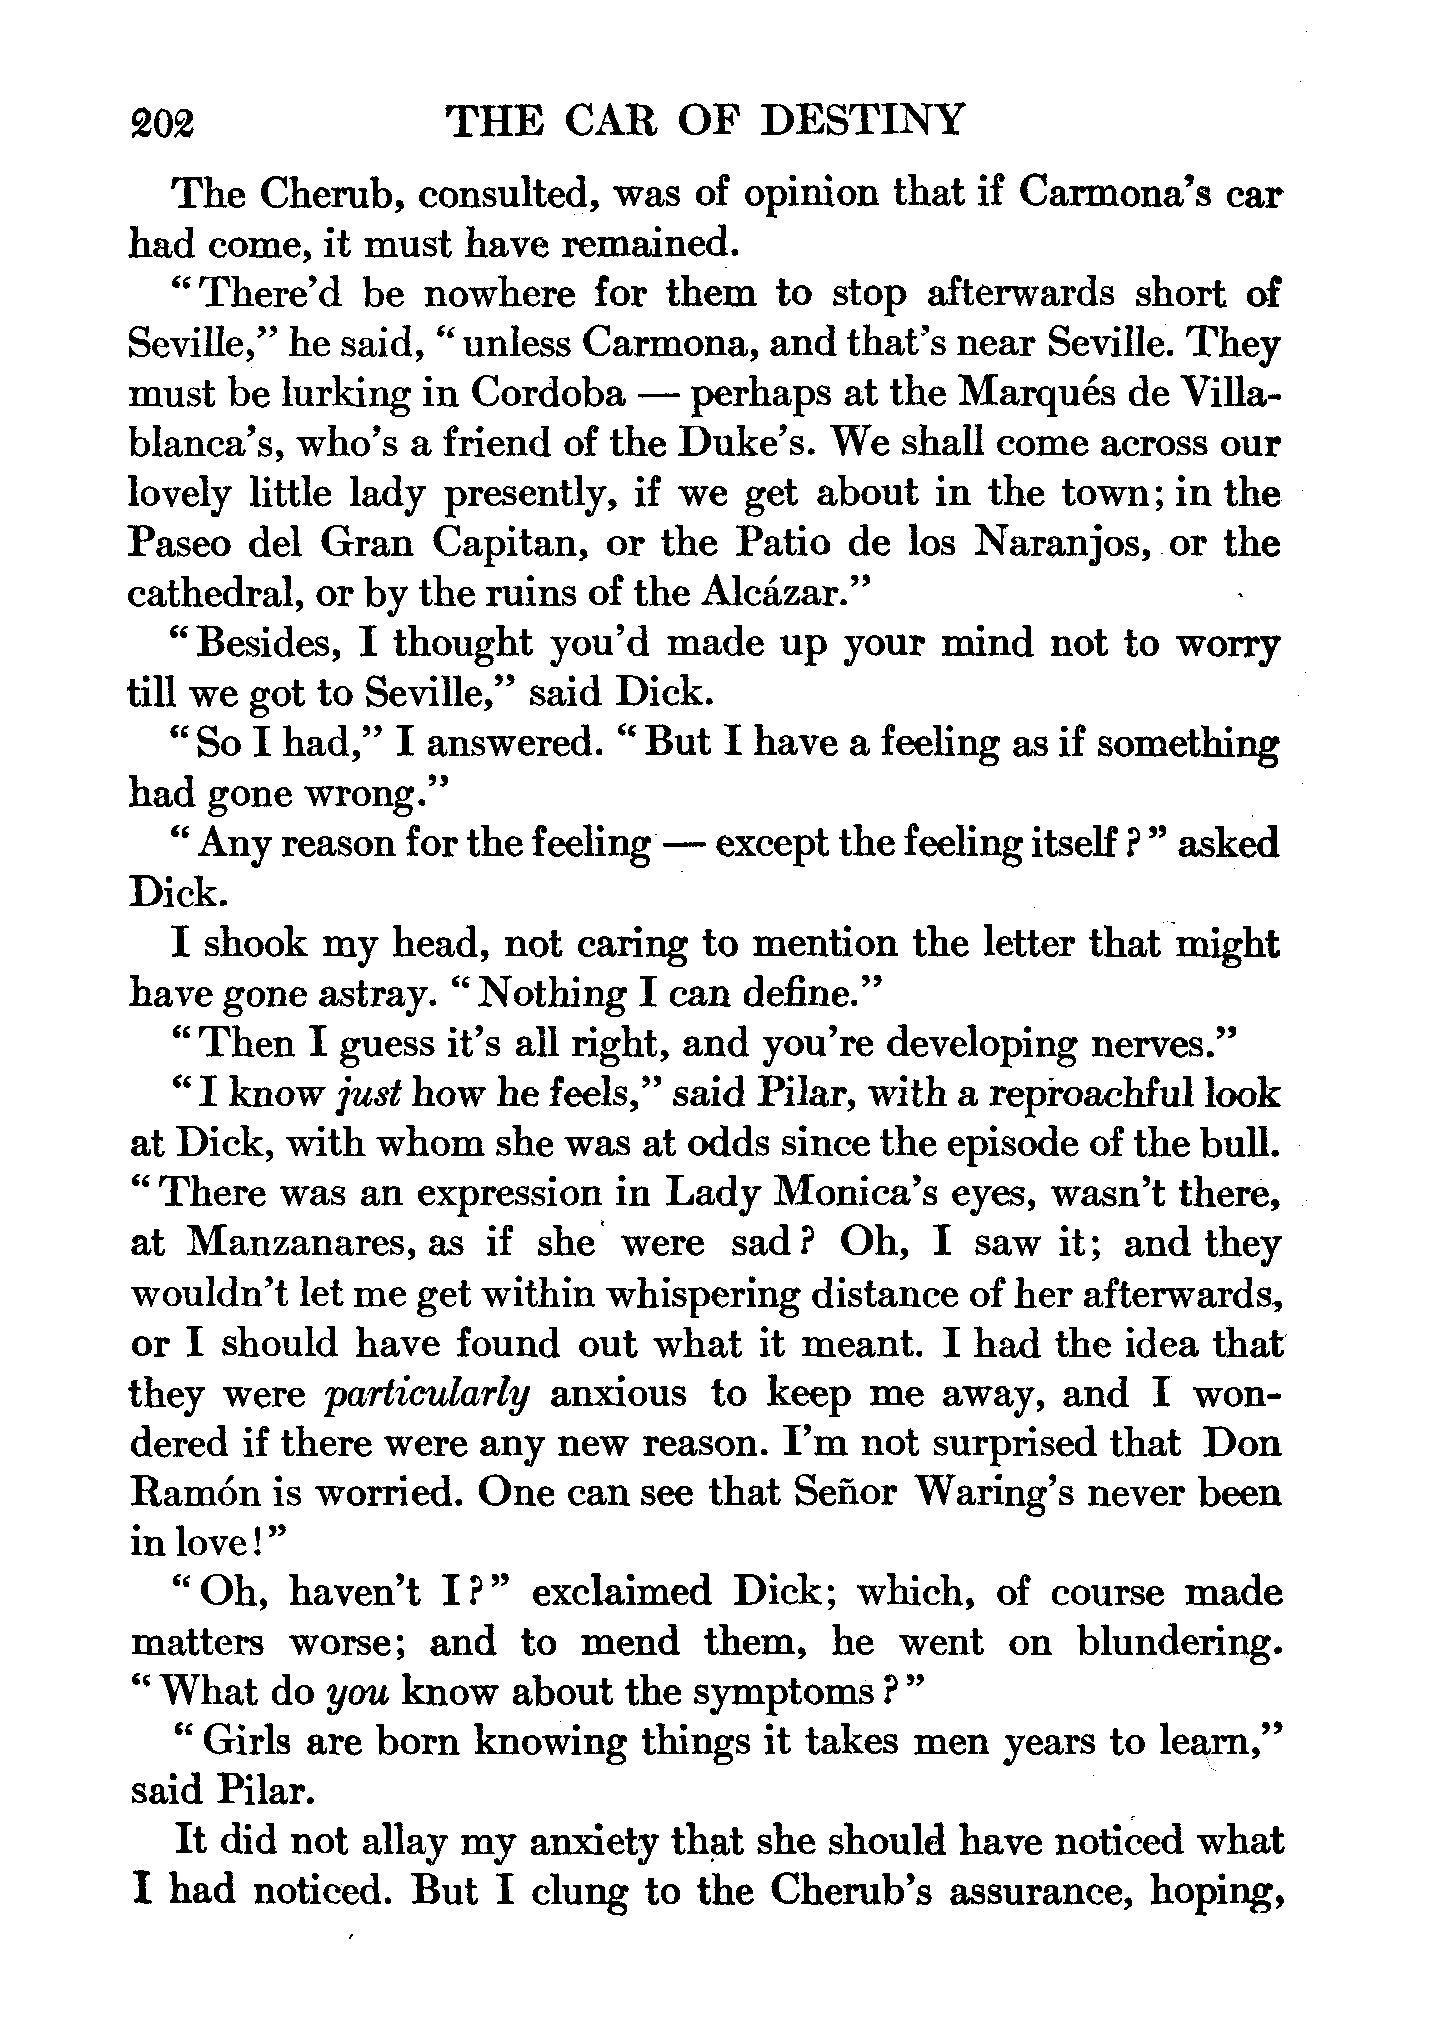 202 THE CAR OF DESTINY
The Cherub, consulted, was of opinion that if Carmona's car
had come, it must have remained.
"There'd be nowhere for them to stop afterwards short of
Seville," he said, "unless Carmona, and that's near Seville. They
must be lurking in Cordoba — perhaps at the Marqués de Villa-
blanca's, who's a friend of the Duke's. We shall come across our
lovely little lady presently, if we get about in the town; in the
Paseo del Gran Capitan, or the Patio de los Naranjos, or the
cathedral, or by the ruins of the Alcázar."
"Besides, I thought you'd made up your mind not to worry
till we got to Seville," said Dick.
"So I had," I answered. "But I have a feeling as if something
had gone wrong."
"Any reason for the feeling — except the feeling itself?" asked
Dick.
I shook my head, not caring to mention the letter that might
have gone astray. "Nothing I can define."
"Then I guess it's all right, and you're developing nerves."
"I know just how he feels," said Pilar, with a reproachful look
at Dick, with whom she was at odds since the episode of the bull.
"There was an expression in Lady Monica's eyes, wasn't there,
at Manzanares, as if she were sad? Oh, I saw it; and they
wouldn't let me get within whispering distance of her afterwards,
or I should have found out what it meant. I had the idea that
they were particularly anxious to keep me away, and I won-
dered if there were any new reason. I'm not surprised that Don
Ramón is worried. One can see that Señor Waring's never been
in love!"
"Oh, haven't I?" exclaimed Dick; which, of course made
matters worse; and to mend them, he went on blundering.
"What do you know about the symptoms?"
"Girls are born knowing things it takes men years to learn,"
said Pilar.
It did not allay my anxiety that she should have noticed what
I had noticed. But I clung to the Cherub's assurance, hoping,